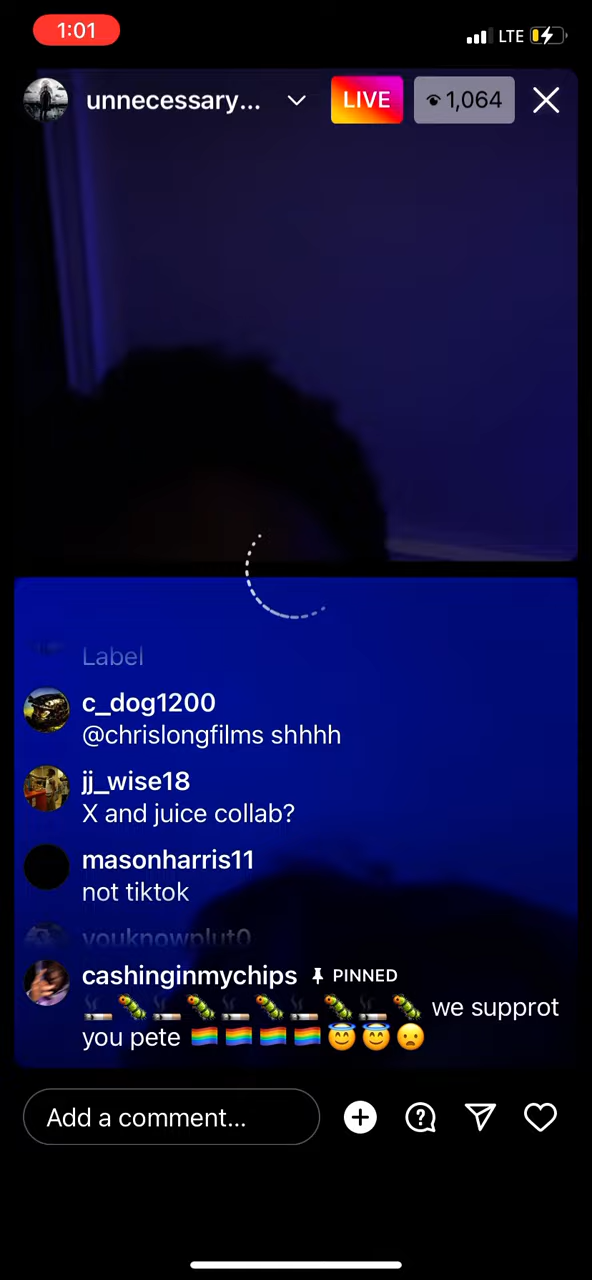 1:01
LTE
unnecessary...
LIVE
1,064
Label
c_dog1200
@chrislongfilms shhhh
jj_wise18
X and juice collab?
masonharris11
not tiktok
youknowplut0
cashinginmychips PINNED
🚬🐛🚬🐛🚬🐛🚬🐛🚬🐛 we supprot
you pete 🏳️‍🌈🏳️‍🌈🏳️‍🌈🏳️‍🌈😇😇😦
Add a comment...